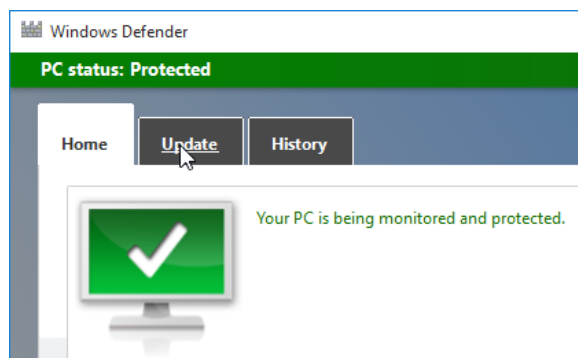 Windows Defender
PC status: Protected
Home Update History
Your PC is being monitored and protected.